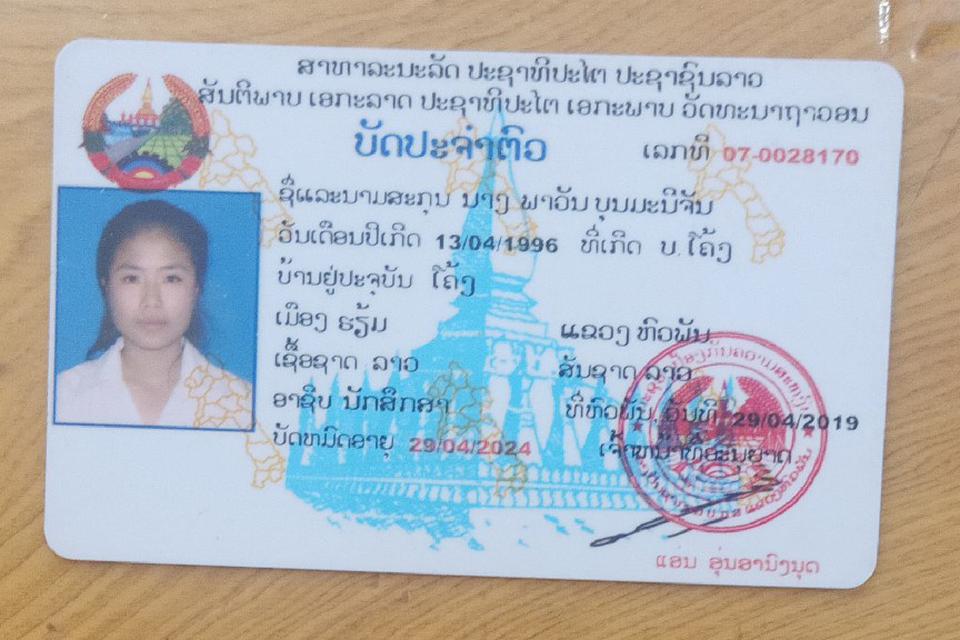 ສາທາລະນະລັດ ປະຊາທິປະໄຕ ປະຊາຊົນລາວ
ສັນຕິພາບ ເອກະລາດ ປະຊາທິປະໄຕ ເອກະພາບ ວັດທະນາຖາວອນ
ບັດປະຈຳຕົວ ເລກທີ 07-0028170
ຊື່ແລະນາມສະກຸນ ນາງ ພາວັນ ບຸນມະນີຈັນ
ວັນເດືອນປີເກີດ 13/04/1996 ທີ່ເກີດ ບ. ໂຄ້ງ
ບ້ານຢູ່ປະຈຸບັນ ໂຄ້ງ
ເມືອງ ຮຽ້ມ ແຂວງ ຫົວພັນ
ເຊື້ອຊາດ ລາວ ສັນຊາດ ລາວ
ອາຊີບ ນັກສຶກສາ ທີ່ຫົວພັນ, ວັນທີ 29/04/2019
ບັດຫມົດອາຍຸ 29/04/2024 ເຈົ້າຫນ້າທີ່ອະນຸຍາດ
ແອ່ນ ອຸ່ນອານົງນຸດ